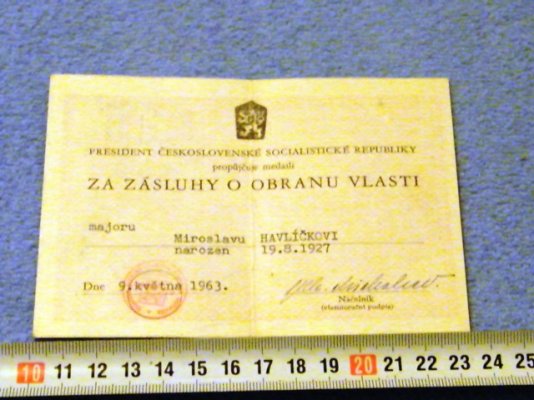 PRESIDENT ČESKOSLOVENSKÉ SOCIALISTICKÉ REPUBLIKY
propůjčuje medaili
ZA ZÁSLUHY O OBRANU VLASTI
majoru
Miroslavu HAVLÍČKOVI
narozen 19.8.1927
Dne 9.května 1963.
Náčelník
(vlastnoruční podpis)
10 11 12 13 14 15 16 17 18 19 20 21 22 23 24 25